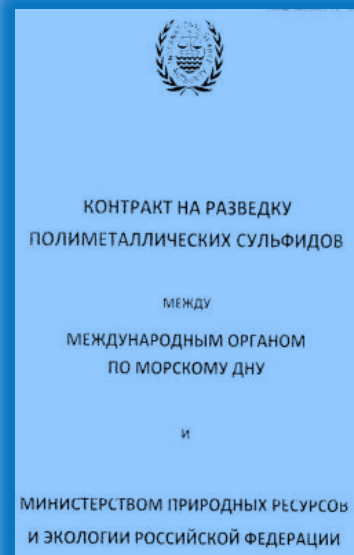 КОНТРАКТ НА РАЗВЕДКУ
ПОЛИМЕТАЛЛИЧЕСКИХ СУЛЬФИДОВ
МЕЖДУ
МЕЖДУНАРОДНЫМ ОРГАНОМ
ПО МОРСКОМУ ДНУ
И
МИНИСТЕРСТВОМ ПРИРОДНЫХ РЕСУРСОВ
И ЭКОЛОГИИ РОССИЙСКОЙ ФЕДЕРАЦИИ